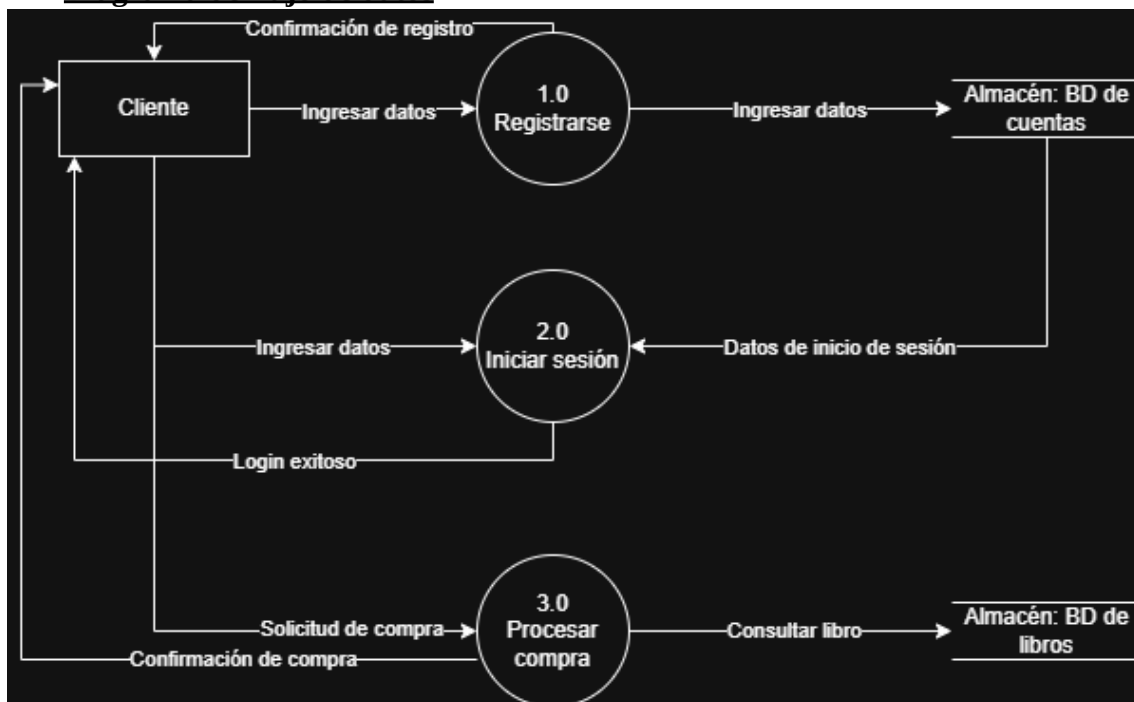 Confirmación de registro
Cliente
Ingresar datos
1.0
Registrarse
Ingresar datos
Almacén: BD de
cuentas
Ingresar datos
2.0
Iniciar sesión
Datos de inicio de sesión
Login exitoso
Solicitud de compra
3.0
Procesar
compra
Consultar libro
Almacén: BD de
libros
Confirmación de compra